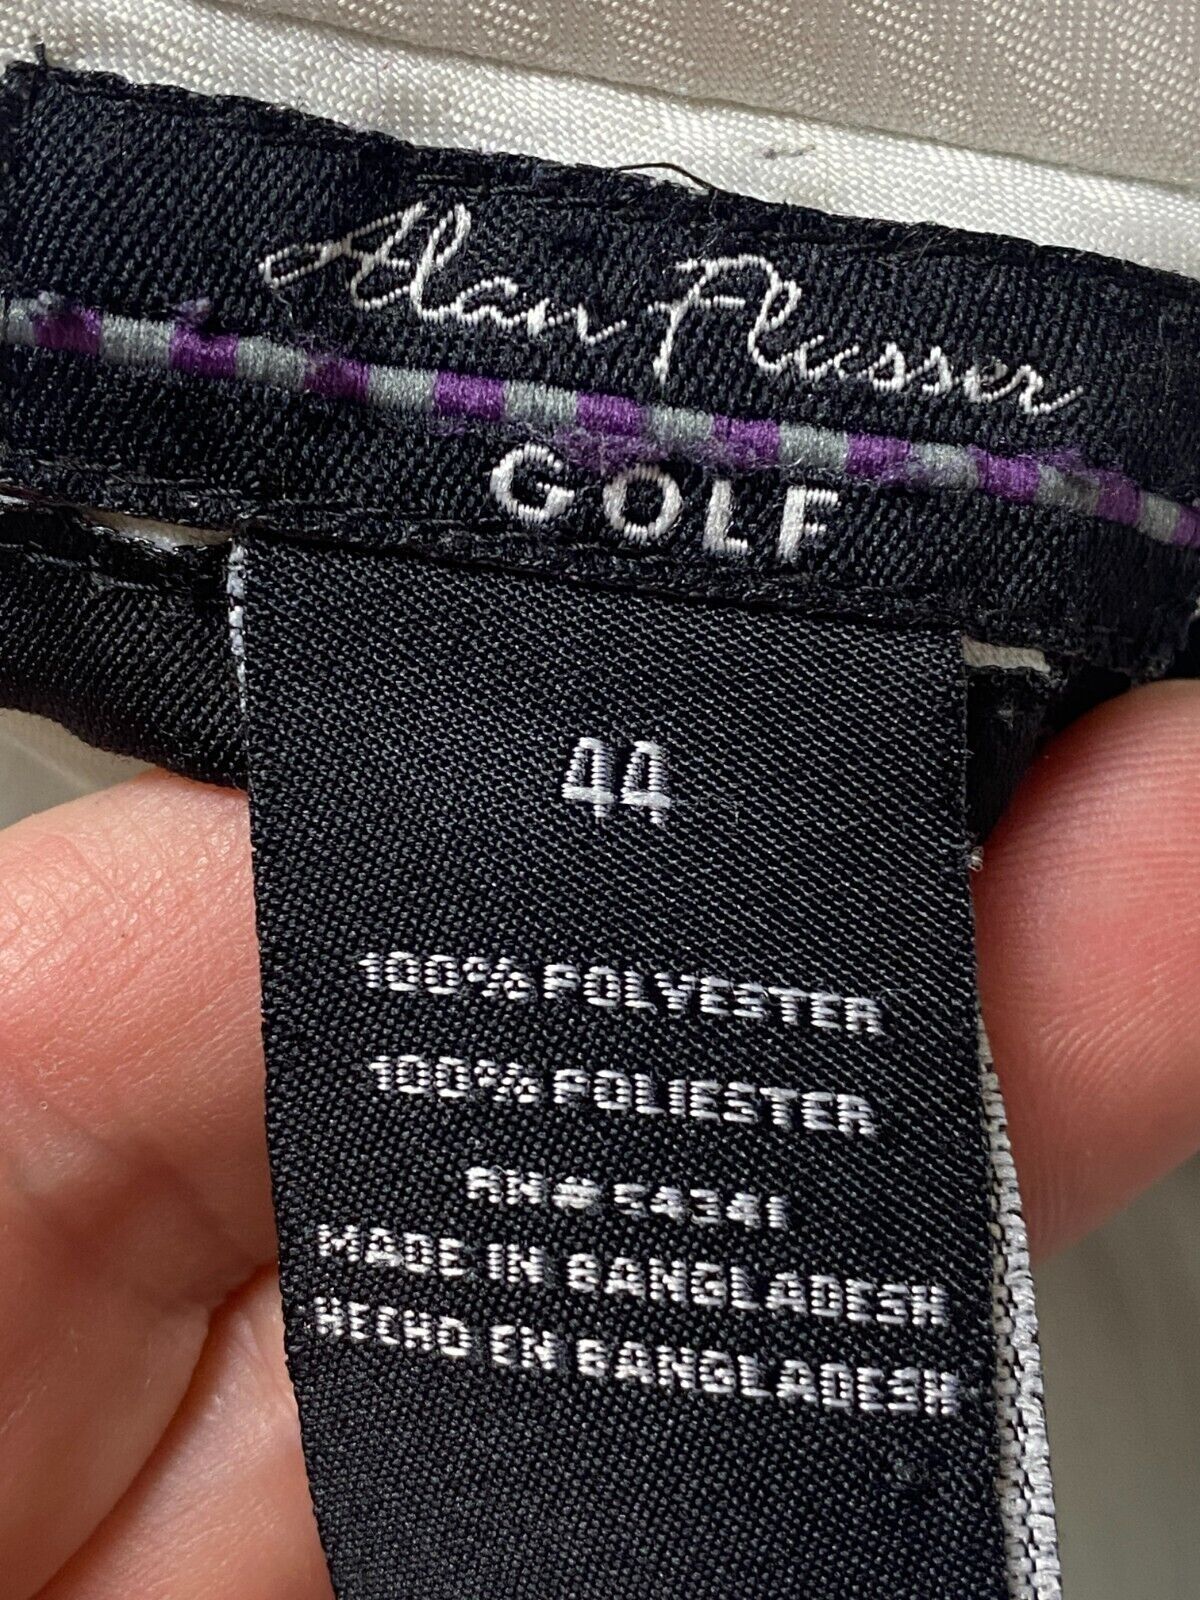 Alan Flusser
GOLF
44
100% POLYESTER
100% POLIESTER
RN# 54341
MADE IN BANGLADESH
HECHO EN BANGLADESH